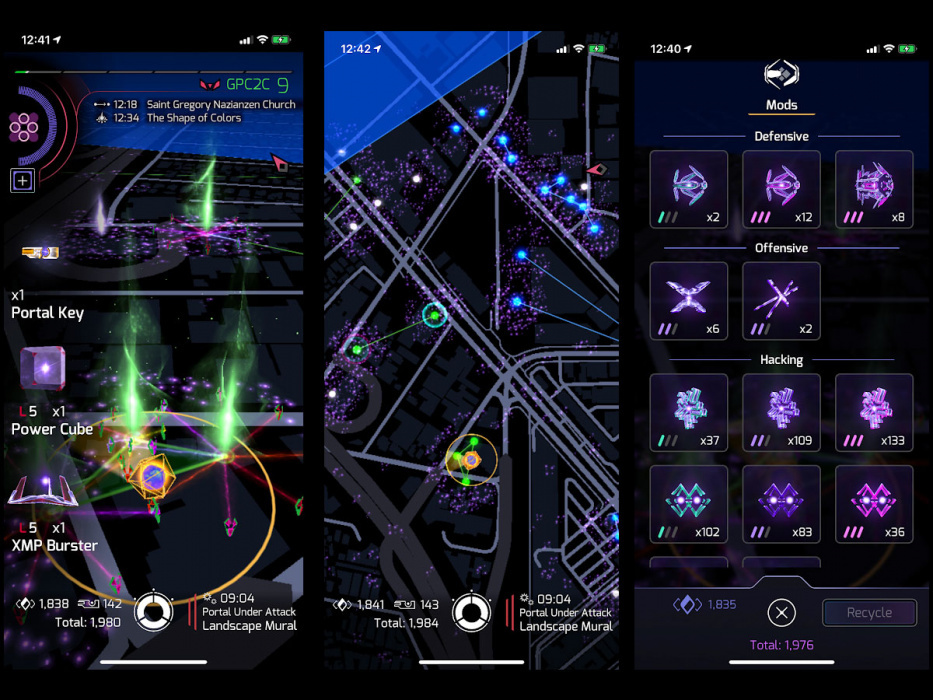 12:41
GPC2C 9
12:18 Saint Gregory Nazianzen Church
12:34 The Shape of Colors
x1
Portal Key
L5 x1
Power Cube
L5 x1
XMP Burster
1,838 142
Total: 1,980
09:04
Portal Under Attack
Landscape Mural
12:42
1,841 143
Total: 1,984
09:04
Portal Under Attack
Landscape Mural
12:40
Mods
Defensive
x2 x12 x8
Offensive
x6 x2
Hacking
x37 x109 x133
x102 x83 x36
1,835
Recycle
Total: 1,976